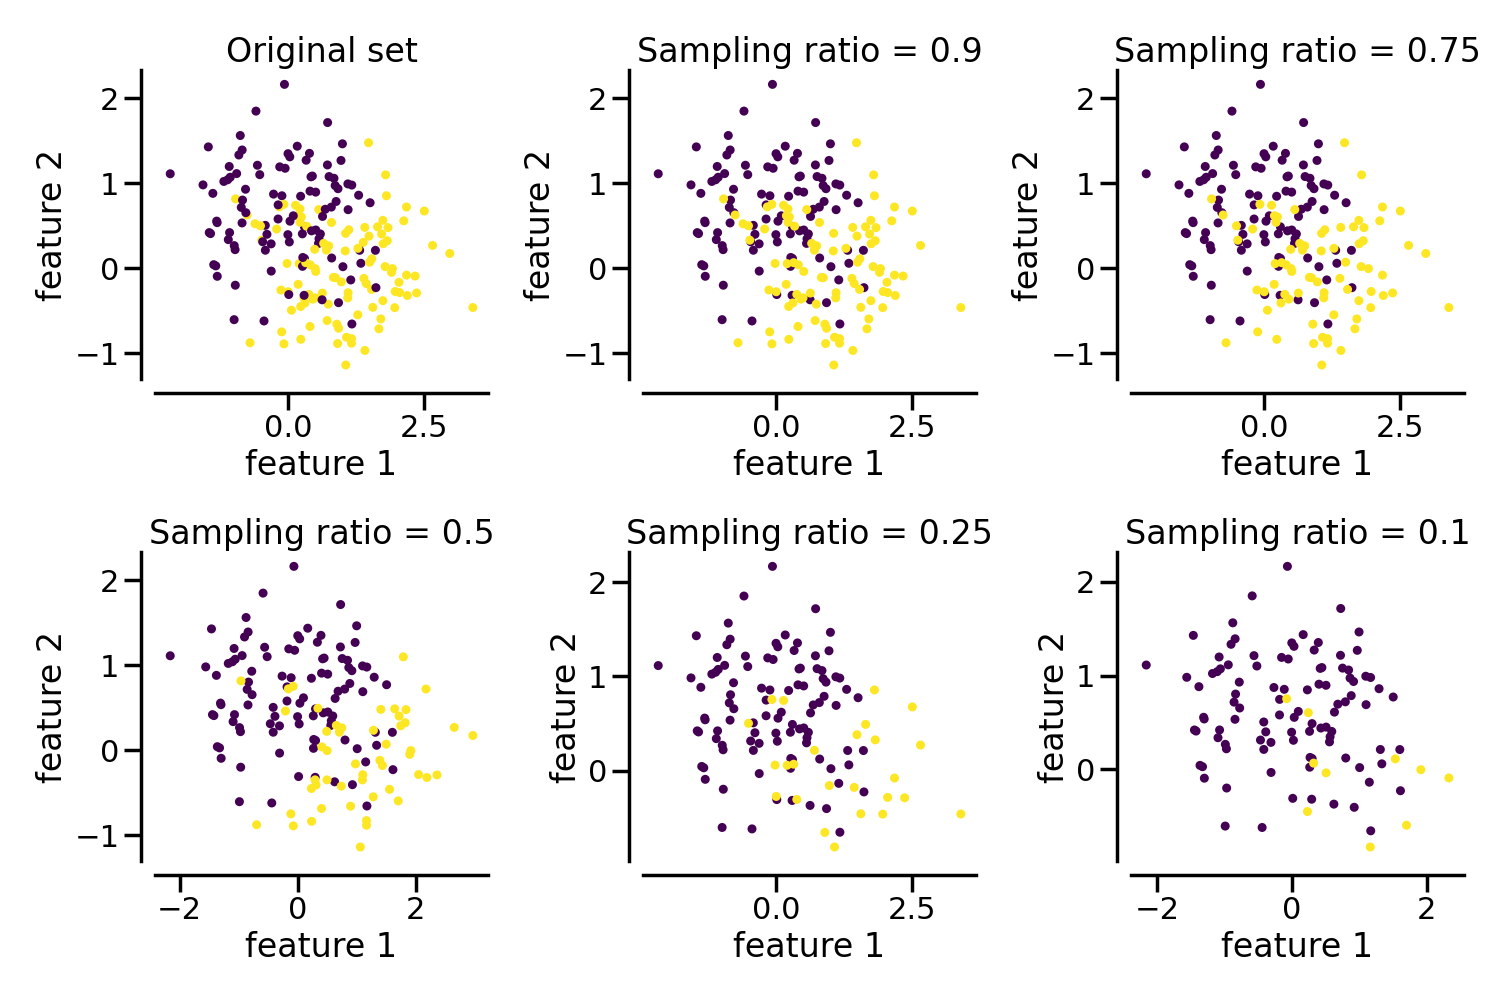 Original set
Sampling ratio = 0.9
Sampling ratio = 0.75
feature 2
2
1
0
−1
0.0
2.5
feature 1
feature 2
2
1
0
−1
0.0
2.5
feature 1
feature 2
2
1
0
−1
0.0
2.5
feature 1
Sampling ratio = 0.5
Sampling ratio = 0.25
Sampling ratio = 0.1
feature 2
2
1
0
−1
−2
0
2
feature 1
feature 2
2
1
0
0.0
2.5
feature 1
feature 2
2
1
0
−2
0
2
feature 1